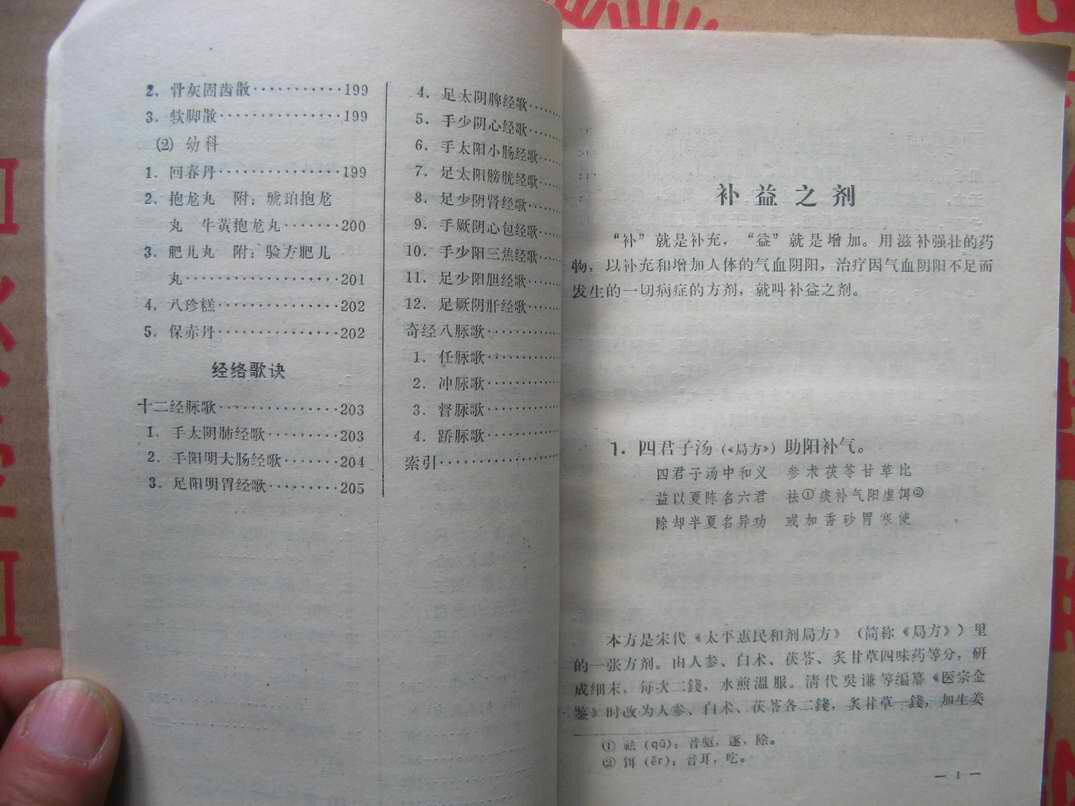 2．骨灰固齿散············199
3．软脚散···············199
(2) 幼科
1．回春丹···············199
2．抱龙丸　附：琥珀抱龙
丸　牛黄抱龙丸·······200
3．肥儿丸　附：验方肥儿
丸···················201
4．八珍糕···············202
5．保赤丹···············202
经络歌诀
十二经脉歌···············203
1．手太阴肺经歌·········203
2．手阳明大肠经歌·······204
3．足阳明胃经歌·········205
4．足太阴脾经歌······
5．手少阴心经歌······
6．手太阳小肠经歌····
7．足太阳膀胱经歌····
8．足少阴肾经歌······
9．手厥阴心包经歌····
10．手少阳三焦经歌····
11．足少阳胆经歌······
12．足厥阴肝经歌······
奇经八脉歌···········
1．任脉歌···········
2．冲脉歌···········
3．督脉歌···········
4．跻脉歌···········
索引·················
补益之剂
“补”就是补充，“益”就是增加。用滋补强壮的药
物，以补充和增加人体的气血阴阳，治疗因气血阴阳不足而
发生的一切病症的方剂，就叫补益之剂。
1．四君子汤（《局方》）助阳补气。
四君子汤中和义　参术茯苓甘草比
益以夏陈名六君　祛①痰补气阳虚饵②
除却半夏名异功　或加香砂胃寒使
本方是宋代《太平惠民和剂局方》（简称《局方》）里
的一张方剂。由人参、白术、茯苓、炙甘草四味药等分，研
成细末，每次二錢，水煎温服。清代吴谦等编纂《医宗金
鉴》时改为人参、白术、茯苓各二錢，炙甘草一錢，加生姜
① 祛（qū）：音驱，逐，除。
② 饵（ěr）：音耳，吃。
— 1 —